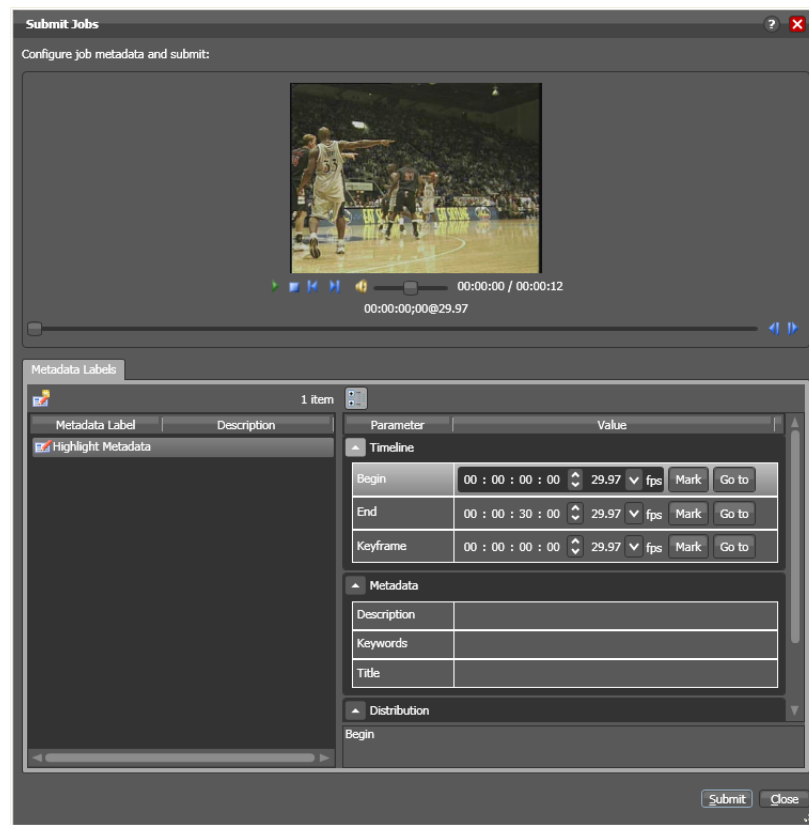 Submit Jobs
?
Configure job metadata and submit:
33
00:00:00 / 00:00:12
00:00:00;00@29.97
Metadata Labels
1 item
Metadata Label Description
Highlight Metadata
Parameter Value
Timeline
Begin 00 : 00 : 00 : 00 29.97 fps Mark Go to
End 00 : 00 : 30 : 00 29.97 fps Mark Go to
Keyframe 00 : 00 : 00 : 00 29.97 fps Mark Go to
Metadata
Description
Keywords
Title
Distribution
Begin
Submit Close